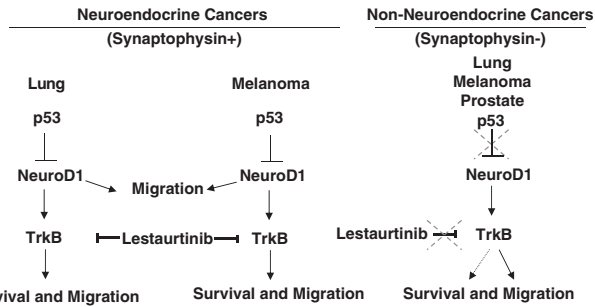 Neuroendocrine Cancers
(Synaptophysin+)
Lung
Melanoma
p53
p53
NeuroD1
Migration
NeuroD1
TrkB
Lestaurtinib
TrkB
vival and Migration
Survival and Migration
Non-Neuroendocrine Cancers
(Synaptophysin-)
Lung
Melanoma
Prostate
p53
NeuroD1
Lestaurtinib
TrkB
Survival and Migration